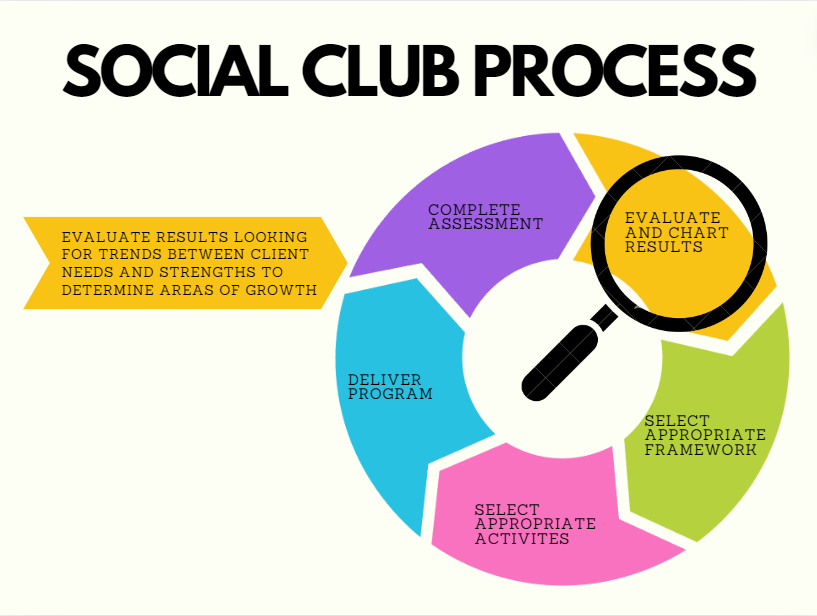 SOCIAL CLUB PROCESS
COMPLETE
ASSESSMENT
EVALUATE
AND CHART
RESULTS
EVALUATE RESULTS LOOKING
FOR TRENDS BETWEEN CLIENT
NEEDS AND STRENGTHS TO
DETERMINE AREAS OF GROWTH
DELIVER
PROGRAM
SELECT
APPROPRIATE
FRAMEWORK
SELECT
APPROPRIATE
ACTIVITES